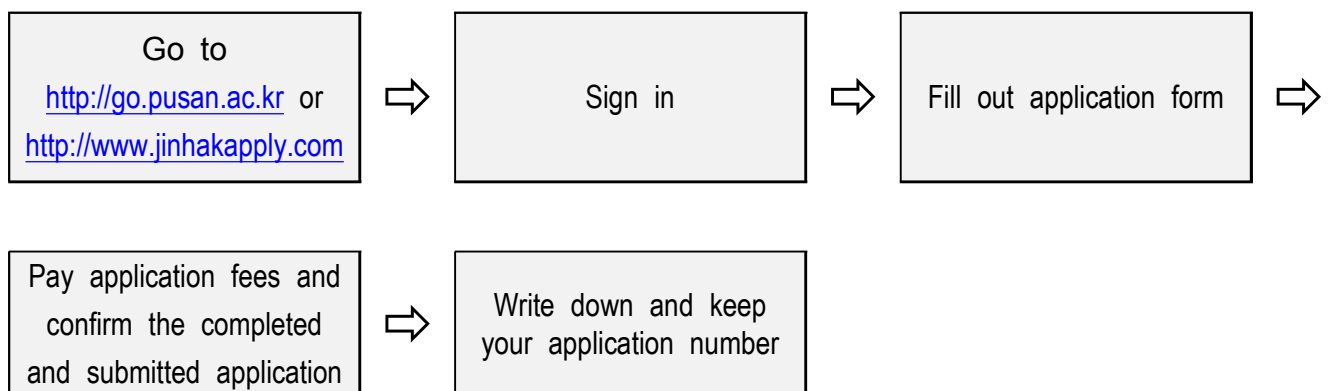 Go to
http://go.pusan.ac.kr or
http://www.jinhakapply.com
Sign in
Fill out application form
Pay application fees and
confirm the completed
and submitted application
Write down and keep
your application number